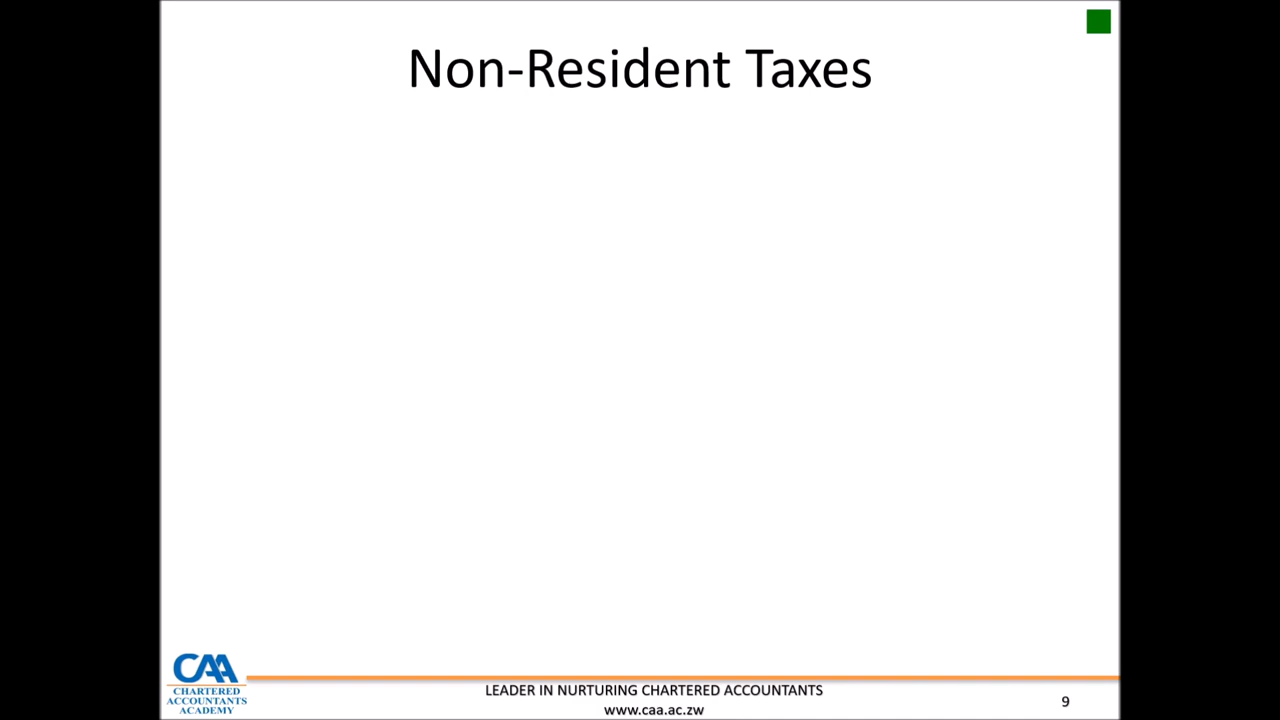 Non-Resident Taxes
CAA
CHARTERED
ACCOUNTANTS
ACADEMY
LEADER IN NURTURING CHARTERED ACCOUNTANTS
www.caa.ac.zw
9